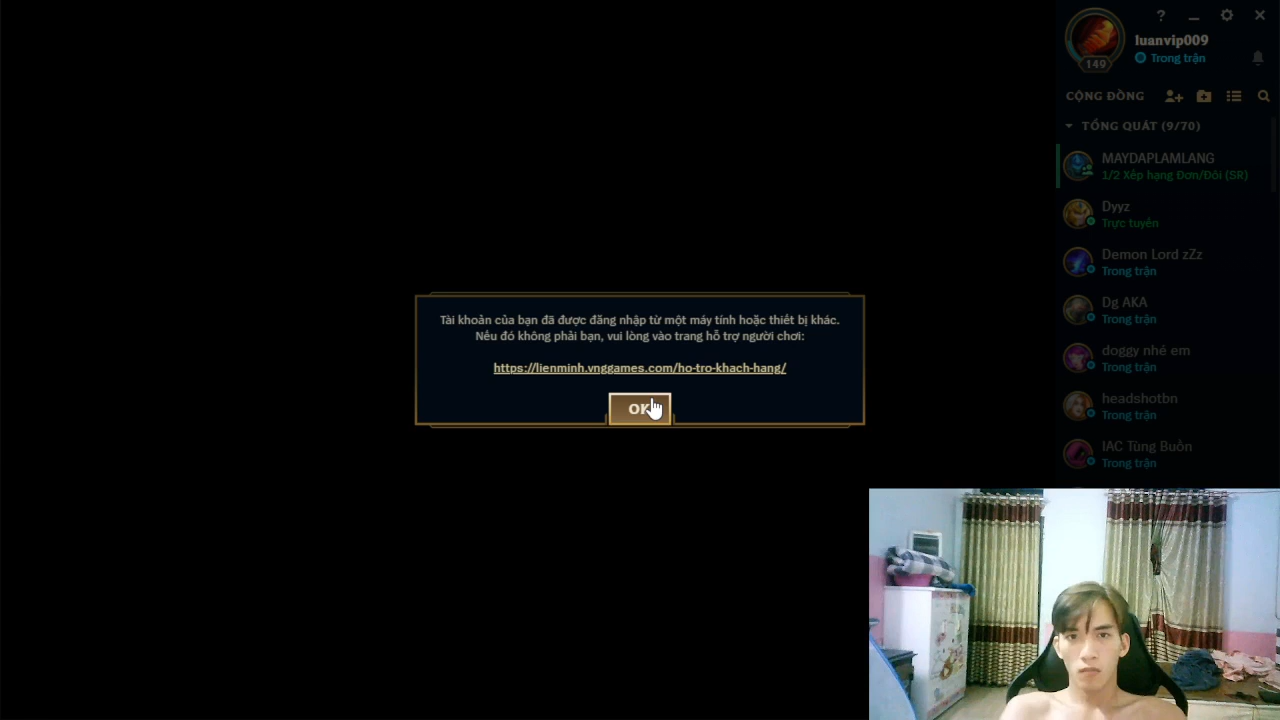 ?
luanvip009
149
Trong trận
CỘNG ĐỒNG
TỔNG QUÁT (9/70)
MAYDAPLAMLANG
1/2 Xếp hạng Đơn/Đôi (SR)
Dyyz
Trực tuyến
Demon Lord zZz
Trong trận
Dg AKA
Trong trận
doggy nhé em
Trong trận
headshotbn
Trong trận
IAC Tùng Buồn
Trong trận
Tài khoản của bạn đã được đăng nhập từ một máy tính hoặc thiết bị khác.
Nếu đó không phải bạn, vui lòng vào trang hỗ trợ người chơi:
https://lienminh.vnggames.com/ho-tro-khach-hang/
OK